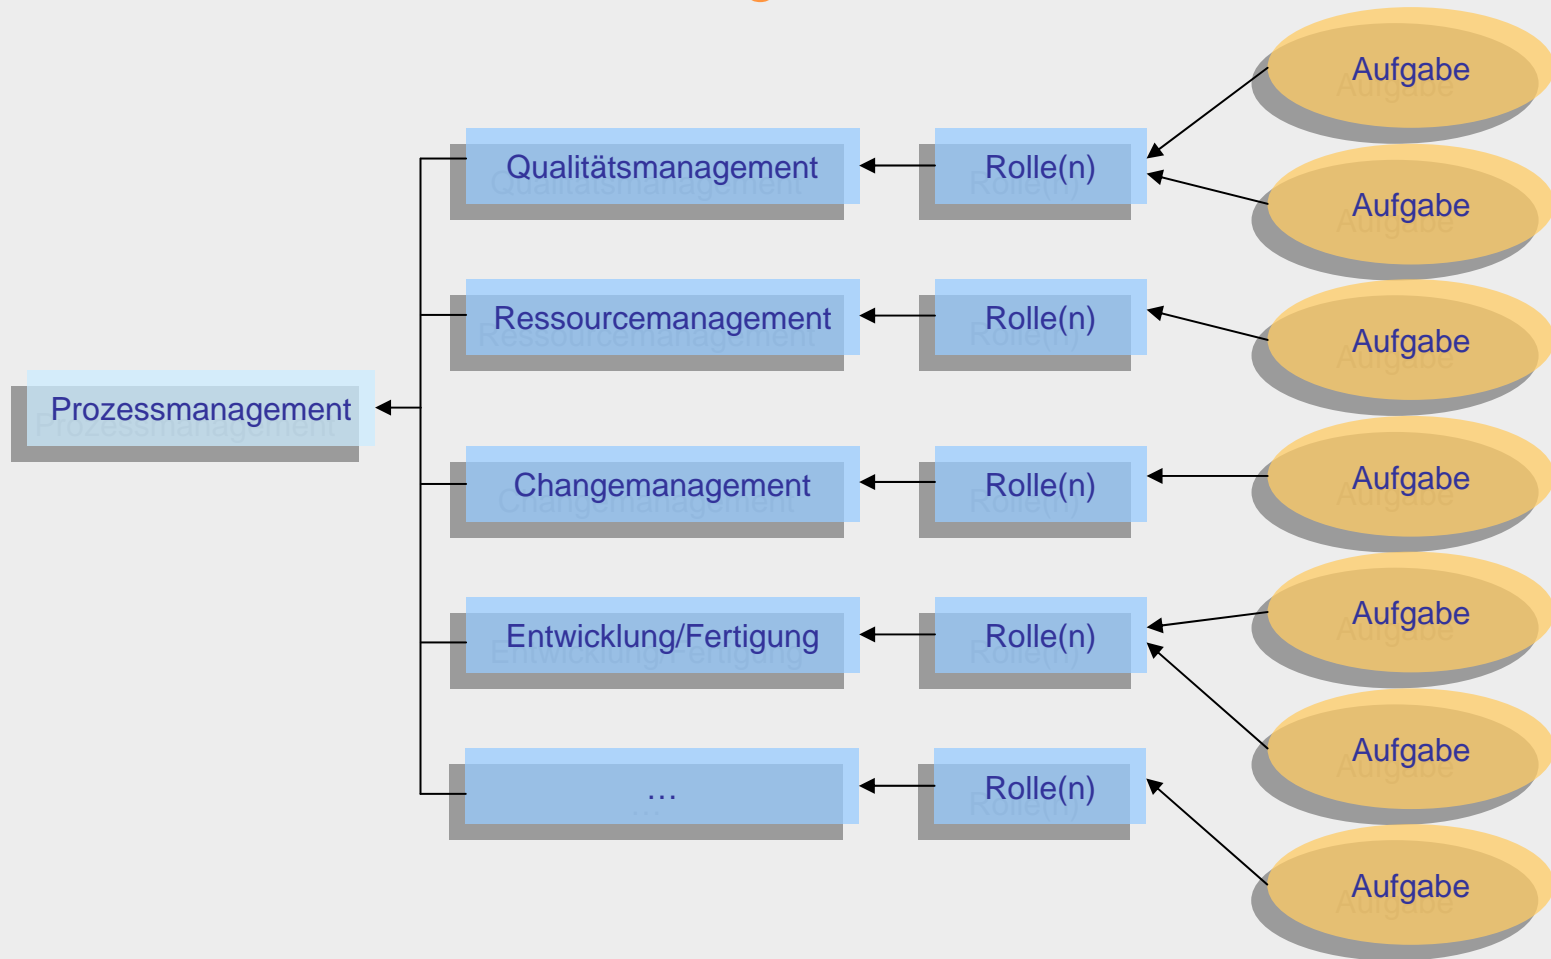 Aufgabe
Qualitätsmanagement
Rolle(n)
Aufgabe
Ressourcemanagement
Rolle(n)
Aufgabe
Prozessmanagement
Changemanagement
Rolle(n)
Aufgabe
Entwicklung/Fertigung
Rolle(n)
Aufgabe
Aufgabe
…
Rolle(n)
Aufgabe